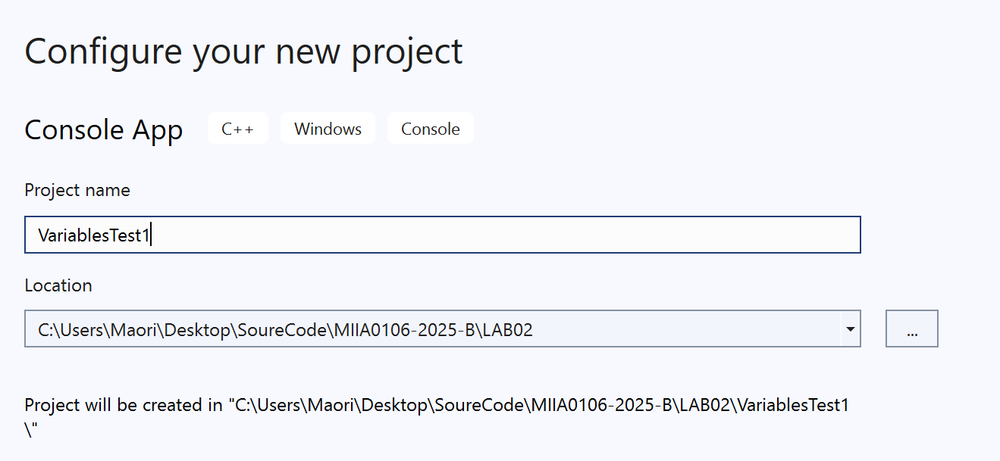 Configure your new project
Console App C++ Windows Console
Project name
VariablesTest1
Location
C:\Users\Maori\Desktop\SoureCode\MIIA0106-2025-B\LAB02
...
Project will be created in "C:\Users\Maori\Desktop\SoureCode\MIIA0106-2025-B\LAB02\VariablesTest1
\"